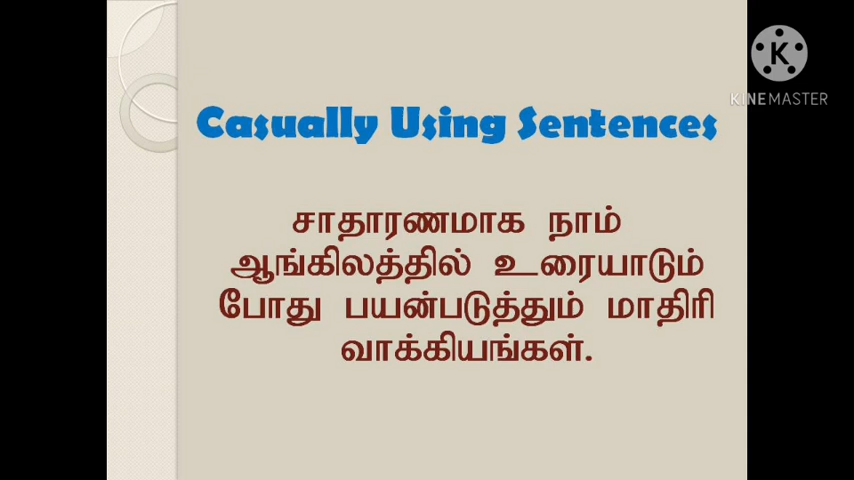 Casually Using Sentences
சாதாரணமாக நாம்
ஆங்கிலத்தில் உரையாடும்
போது பயன்படுத்தும் மாதிரி
வாக்கியங்கள்.
K
KINEMASTER